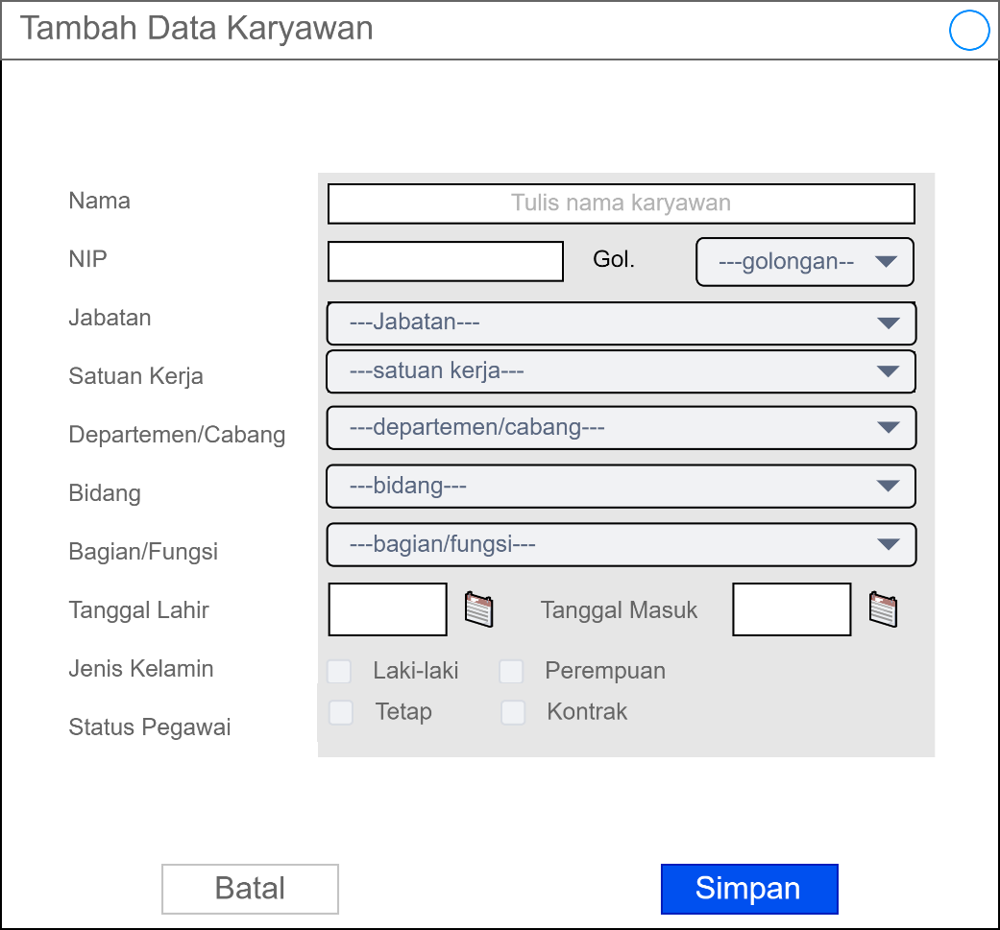 Tambah Data Karyawan
Nama
Tulis nama karyawan
NIP
Gol.
---golongan--
Jabatan
---Jabatan---
Satuan Kerja
---satuan kerja---
Departemen/Cabang
---departemen/cabang---
Bidang
---bidang---
Bagian/Fungsi
---bagian/fungsi---
Tanggal Lahir
Tanggal Masuk
Jenis Kelamin
Laki-laki
Perempuan
Status Pegawai
Tetap
Kontrak
Batal
Simpan